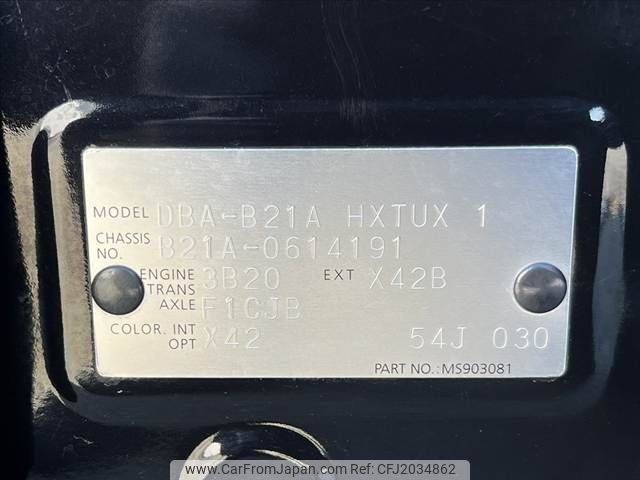 MODEL DBA-B21A HXTUX 1
CHASSIS NO. B21A-0614191
ENGINE 3B20 EXT X42B
TRANS AXLE F1CJB
COLOR. INT X42
OPT 54J 030
PART NO.:MS903081
www.CarFromJapan.com | CFJ2034862